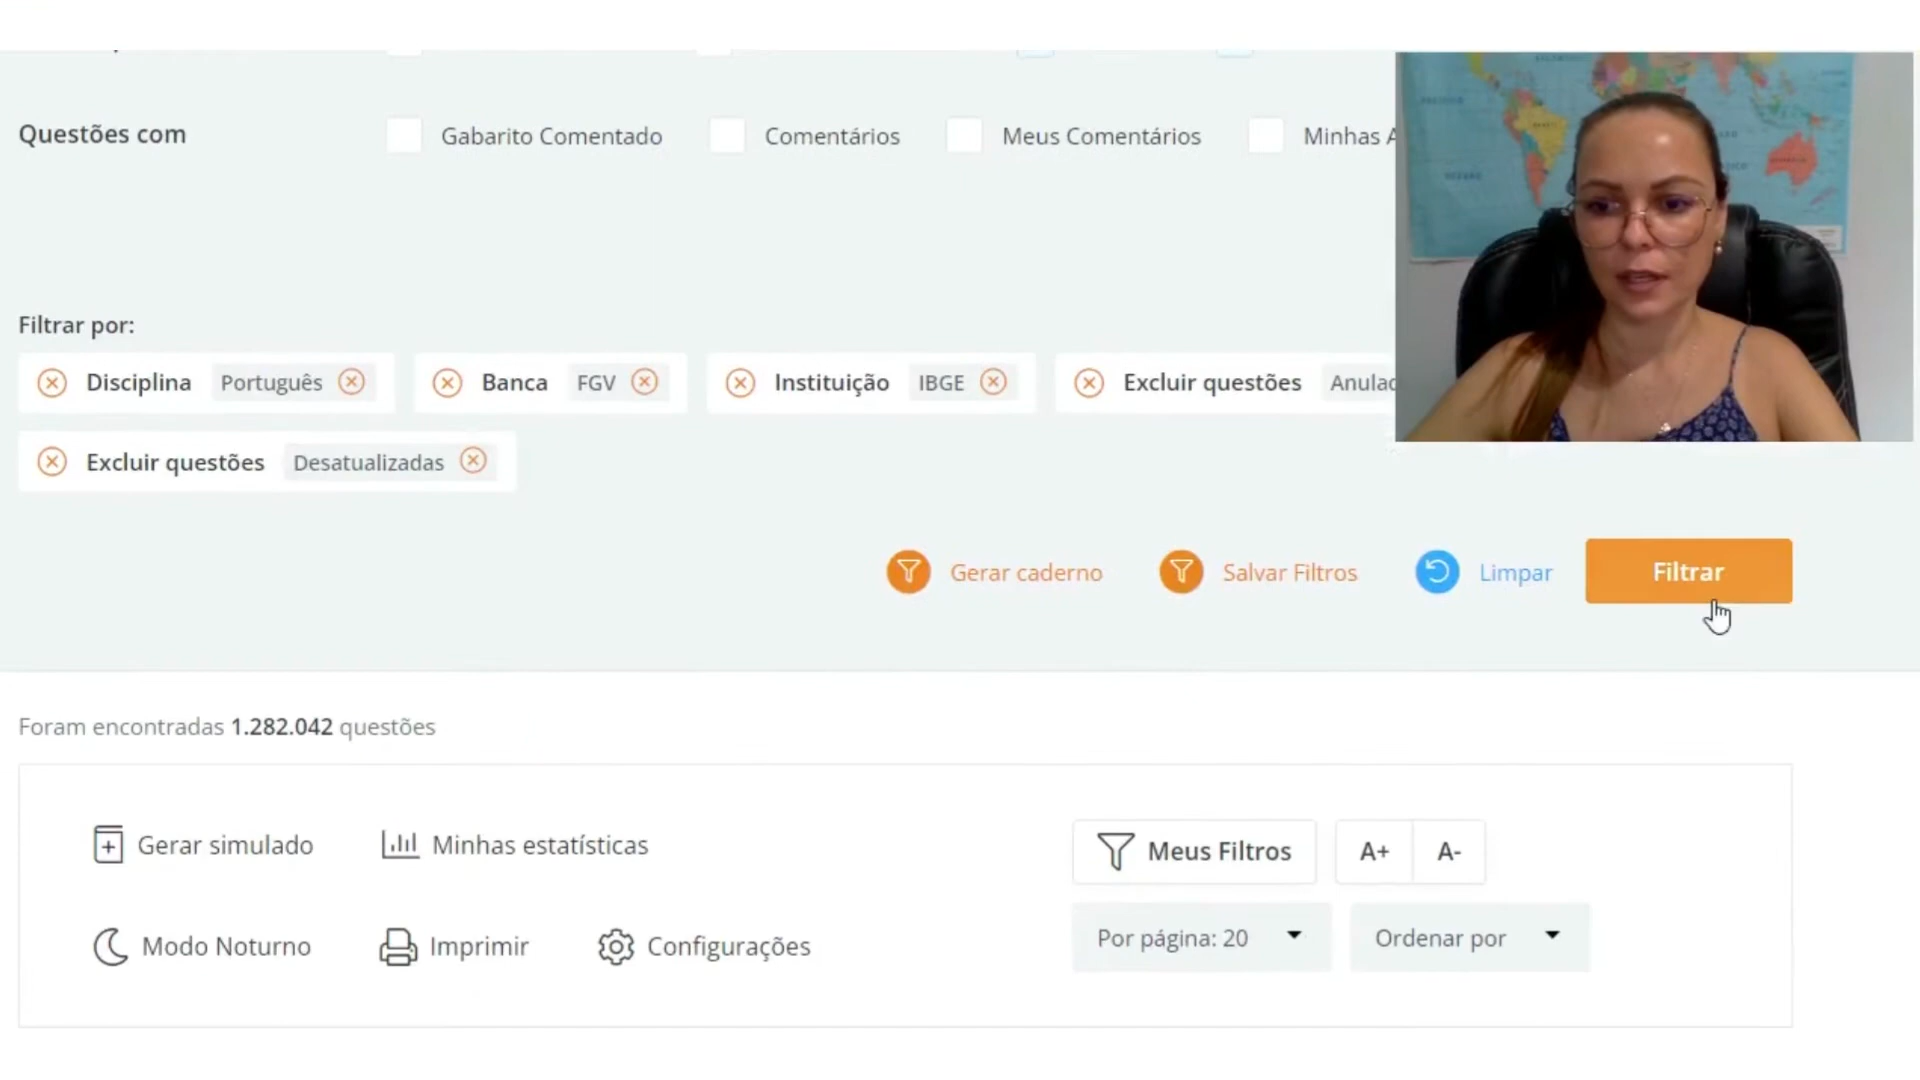 Questões com
Gabarito Comentado
Comentários
Meus Comentários
Minhas A
Filtrar por:
Disciplina Português
Banca FGV
Instituição IBGE
Excluir questões Anulad
Excluir questões Desatualizadas
Gerar caderno
Salvar Filtros
Limpar
Filtrar
Foram encontradas 1.282.042 questões
Gerar simulado
Minhas estatísticas
Meus Filtros
A+
A-
Modo Noturno
Imprimir
Configurações
Por página: 20
Ordenar por